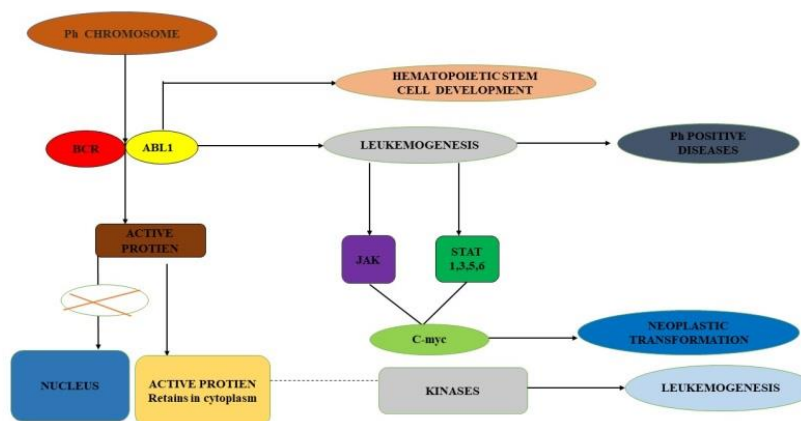 Ph CHROMOSOME
HEMATOPOIETIC STEM
CELL DEVELOPMENT
BCR
ABL1
LEUKEMOGENESIS
Ph POSITIVE
DISEASES
ACTIVE
PROTIEN
JAK
STAT
1,3,5,6
C-myc
NEOPLASTIC
TRANSFORMATION
NUCLEUS
ACTIVE PROTIEN
Retains in cytoplasm
KINASES
LEUKEMOGENESIS